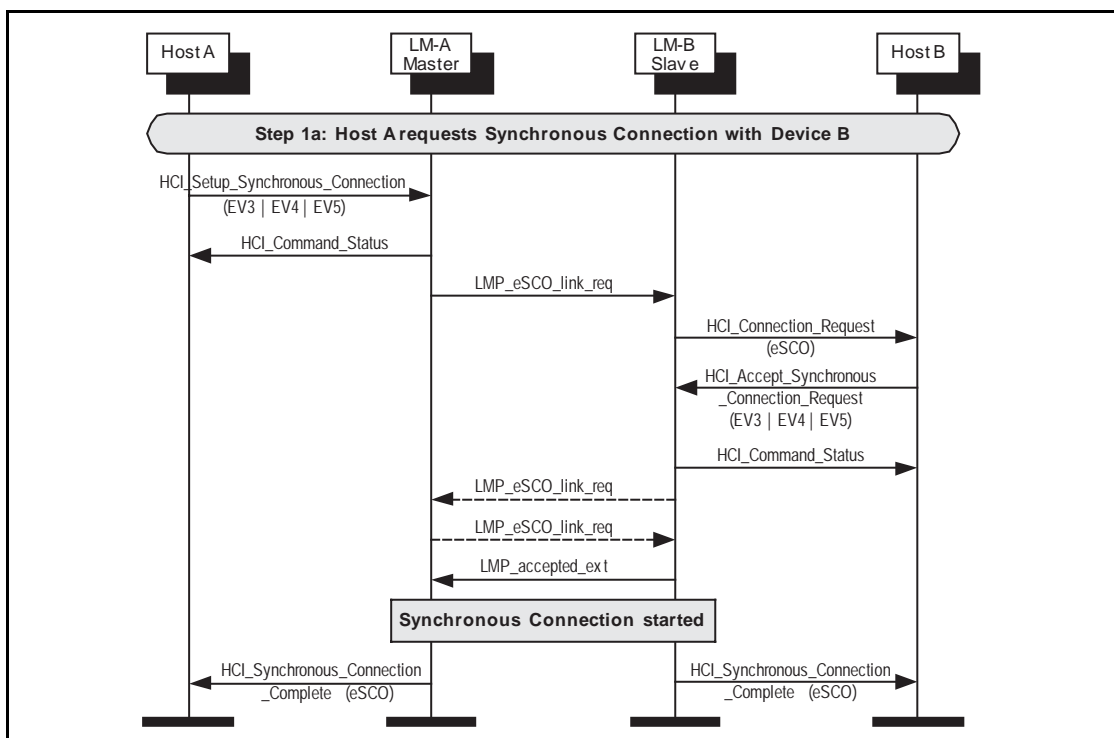 Host A
LM-A
Master
LM-B
Slave
Host B
Step 1a: Host A requests Synchronous Connection with Device B
HCI_Setup_Synchronous_Connection
(EV3 | EV4 | EV5)
HCI_Command_Status
LMP_eSCO_link_req
HCI_Connection_Request
(eSCO)
HCI_Accept_Synchronous
_Connection_Request
(EV3 | EV4 | EV5)
HCI_Command_Status
LMP_eSCO_link_req
LMP_eSCO_link_req
LMP_accepted_ext
Synchronous Connection started
HCI_Synchronous_Connection
_Complete (eSCO)
HCI_Synchronous_Connection
_Complete (eSCO)